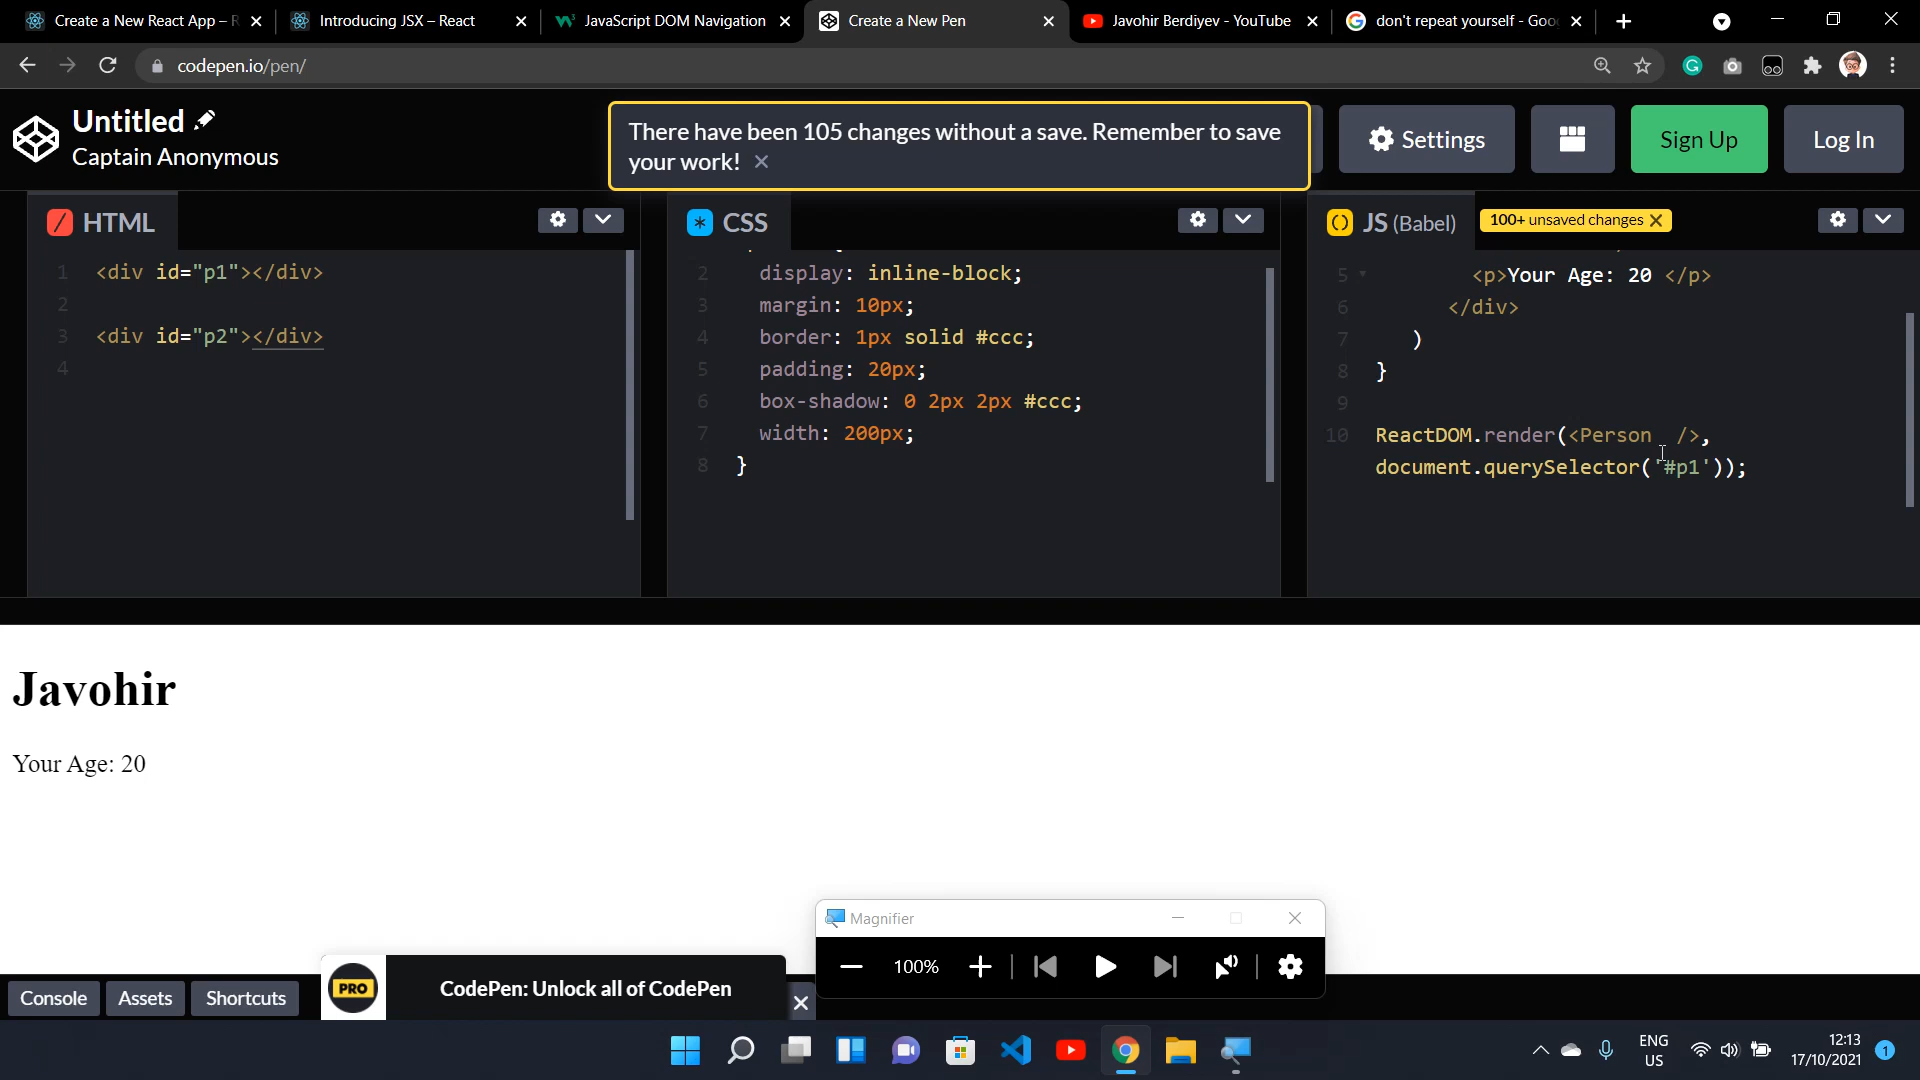 Create a New React App – R
Introducing JSX – React
JavaScript DOM Navigation
Create a New Pen
Javohir Berdiyev - YouTube
don't repeat yourself - Goo
codepen.io/pen/
Untitled
Captain Anonymous
There have been 105 changes without a save. Remember to save
your work! ×
Settings
Sign Up
Log In
HTML
CSS
JS (Babel)
100+ unsaved changes ×
1 <div id="p1"></div>
2
3 <div id="p2"></div>
4
2 display: inline-block;
3 margin: 10px;
4 border: 1px solid #ccc;
5 padding: 20px;
6 box-shadow: 0 2px 2px #ccc;
7 width: 200px;
8 }
5 <p>Your Age: 20 </p>
6 </div>
7 )
8 }
9
10 ReactDOM.render(<Person  />,
document.querySelector('#p1'));
Javohir
Your Age: 20
Magnifier
100%
Console
Assets
Shortcuts
PRO
CodePen: Unlock all of CodePen
ENG
US
12:13
17/10/2021
1